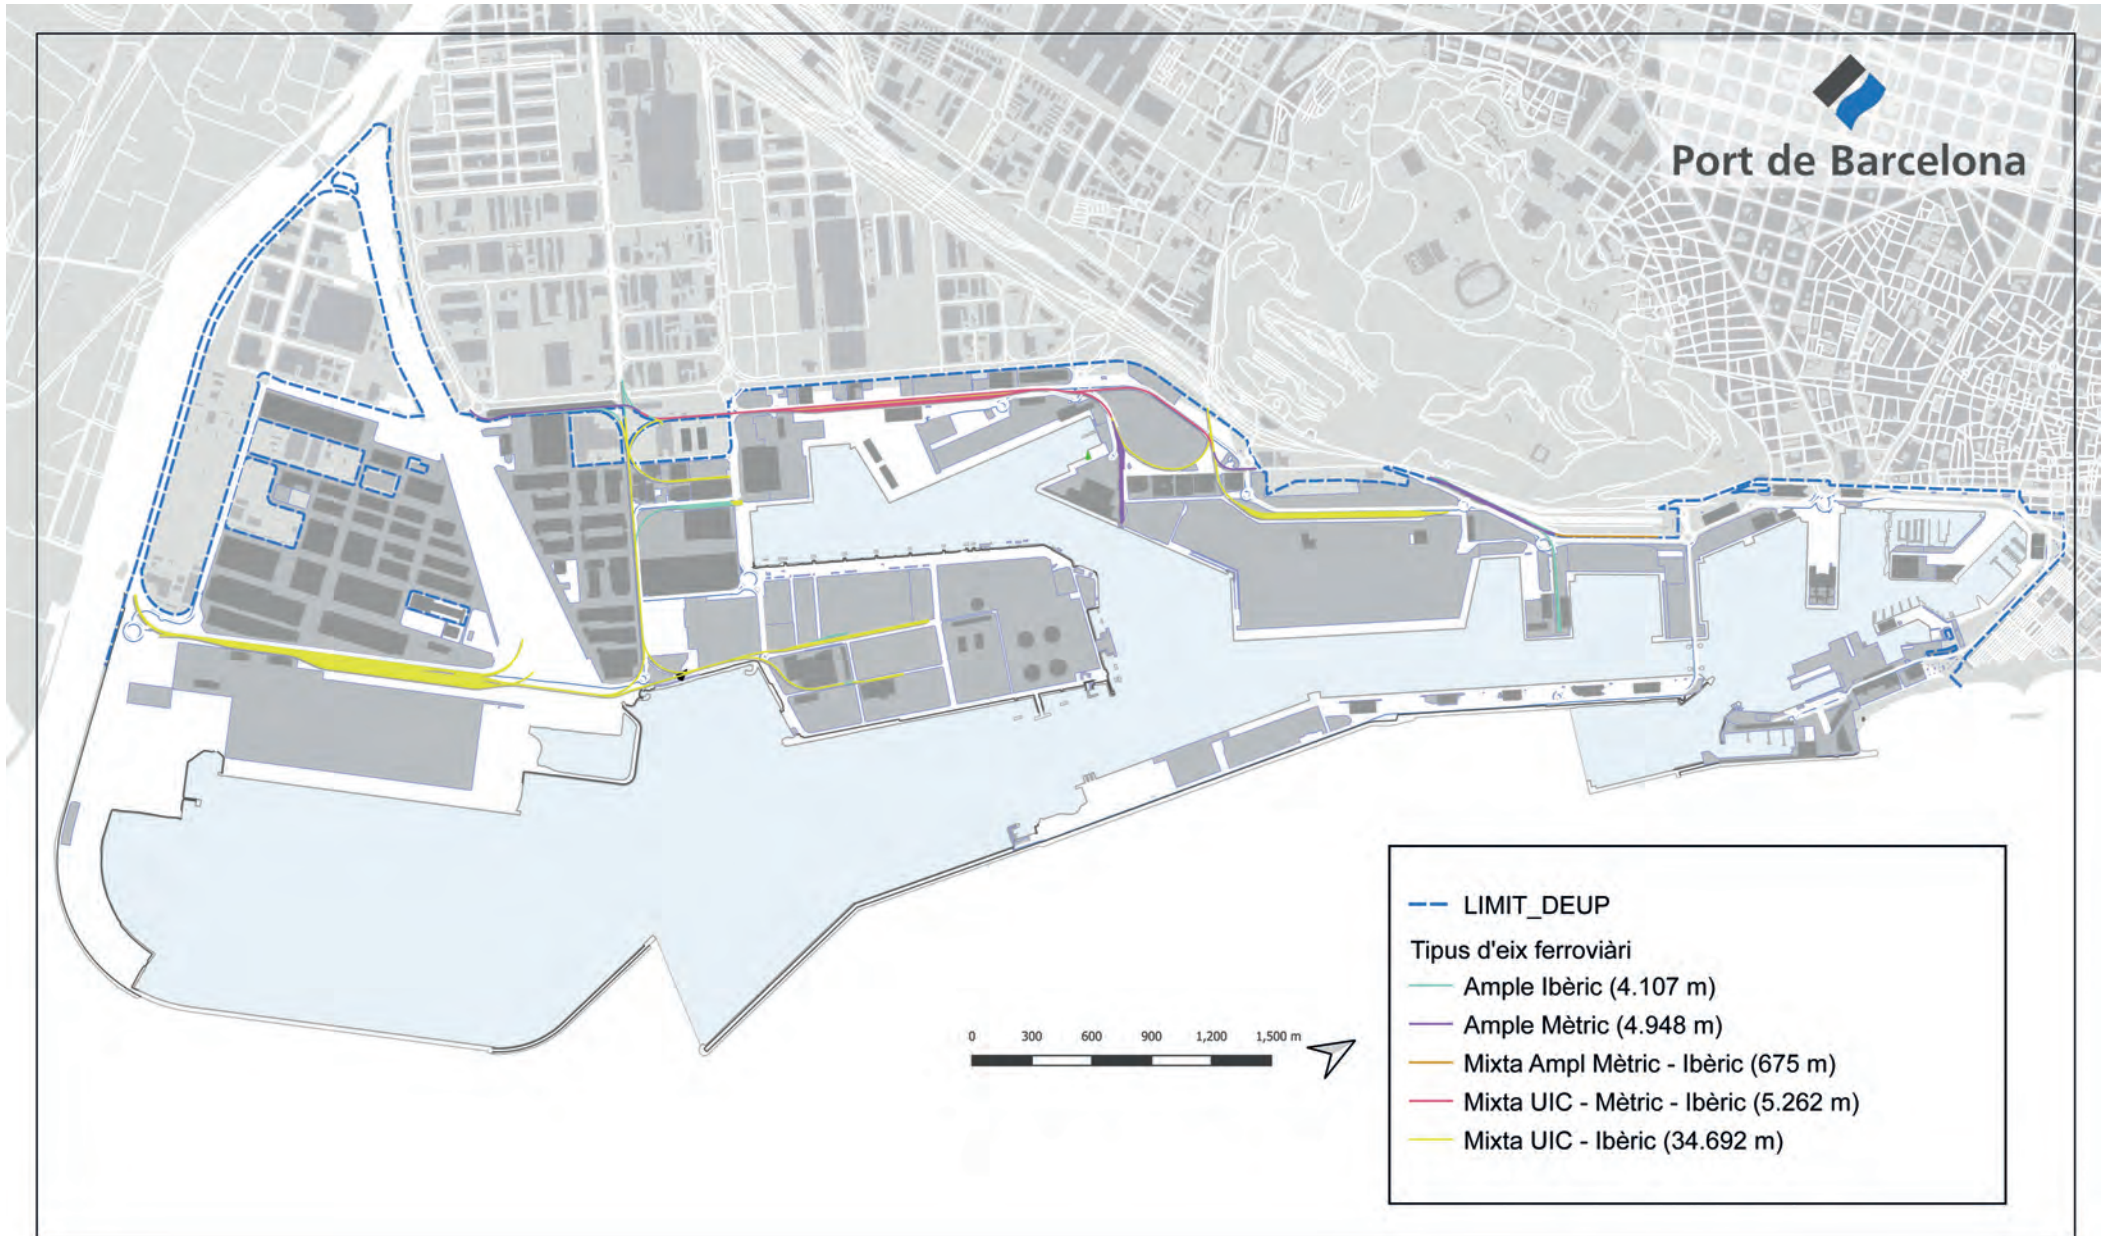 Port de Barcelona
LIMIT_DEUP
Tipus d'eix ferroviàri
Ample Ibèric (4.107 m)
Ample Mètric (4.948 m)
Mixta Ampl Mètric - Ibèric (675 m)
Mixta UIC - Mètric - Ibèric (5.262 m)
Mixta UIC - Ibèric (34.692 m)
0 300 600 900 1,200 1,500 m